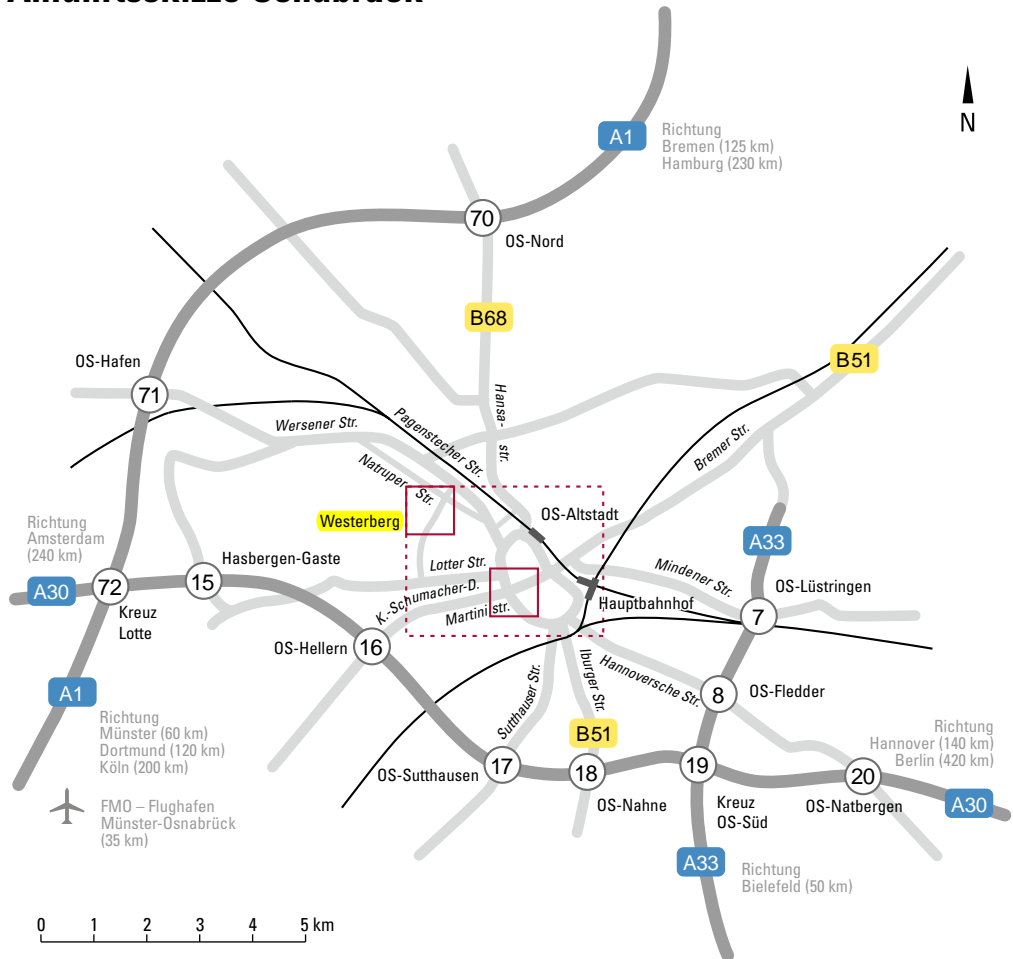 A1
Richtung
Bremen (125 km)
Hamburg (230 km)
N
70
OS-Nord
B68
OS-Hafen
71
B51
Hansa-
str.
Wersener Str.
Pagenstecher Str.
Bremer Str.
Natruper Str.
Westerberg
OS-Altstadt
Richtung
Amsterdam
(240 km)
A33
A30
72
Kreuz
Lotte
15
Hasbergen-Gaste
Lotter Str.
K.-Schumacher-D.
Martinistr.
Hauptbahnhof
Mindener Str.
OS-Lüstringen
7
OS-Hellern
16
Sutthauser Str.
Iburger Str.
Hannoversche Str.
8
OS-Fledder
A1
Richtung
Münster (60 km)
Dortmund (120 km)
Köln (200 km)
B51
Richtung
Hannover (140 km)
Berlin (420 km)
OS-Sutthausen
17
18
OS-Nahne
19
Kreuz
OS-Süd
20
OS-Natbergen
A30
FMO – Flughafen
Münster-Osnabrück
(35 km)
A33
Richtung
Bielefeld (50 km)
0 1 2 3 4 5 km